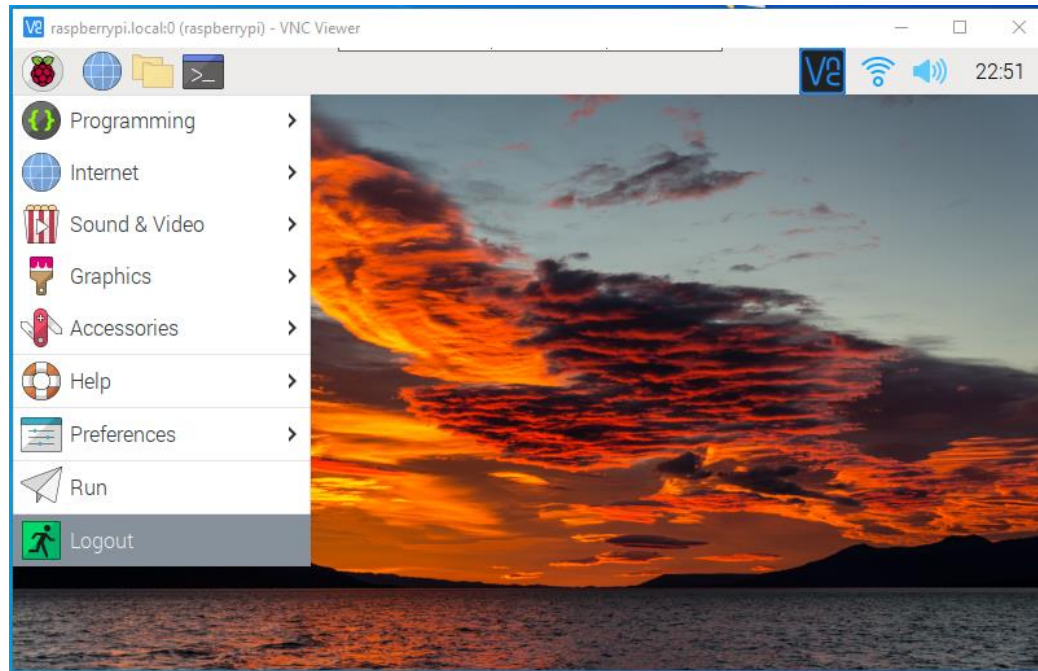 raspberrypi.local:0 (raspberrypi) - VNC Viewer
22:51
Programming
Internet
Sound & Video
Graphics
Accessories
Help
Preferences
Run
Logout